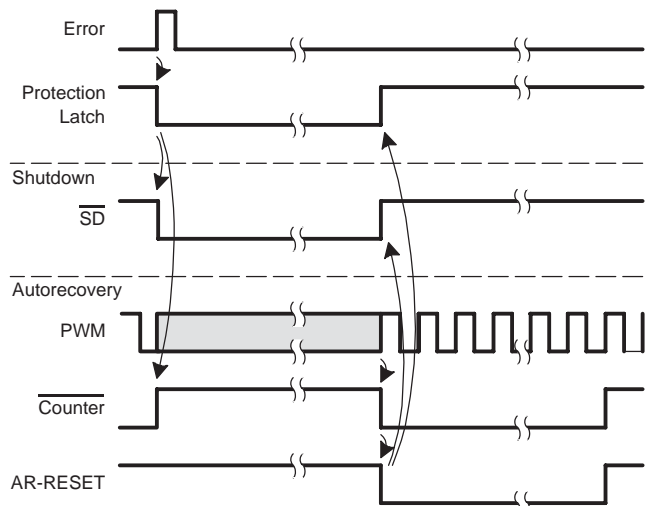 Error
Protection
Latch
Shutdown
SD
Autorecovery
PWM
Counter
AR-RESET